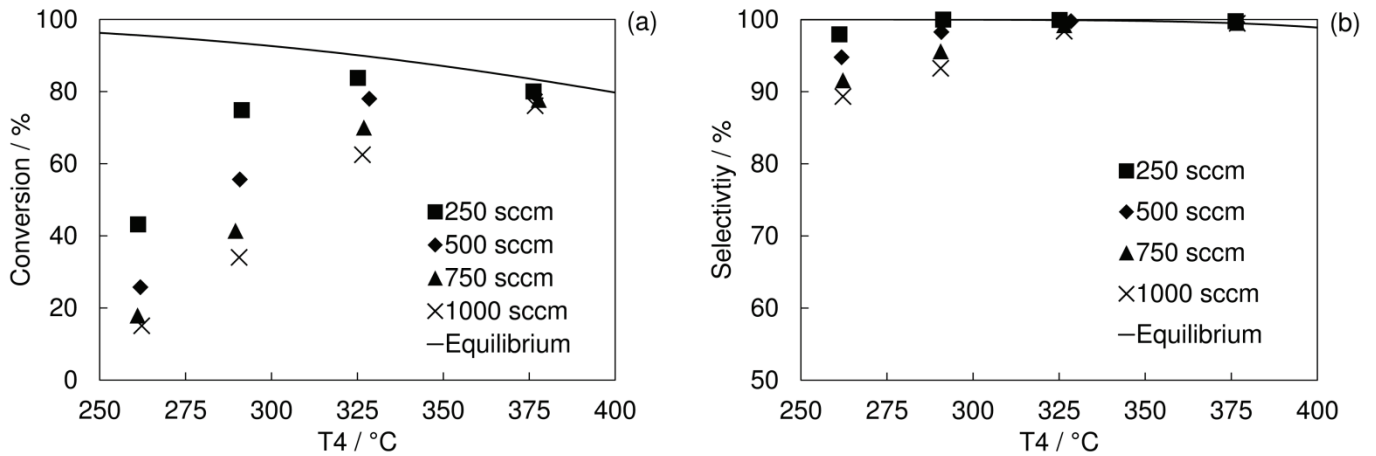 (a)
Conversion / %
100
80
60
40
20
0
250 sccm
500 sccm
750 sccm
1000 sccm
Equilibrium
250 275 300 325 350 375 400
T4 / °C
(b)
Selectivtiy / %
100
90
80
70
60
50
250 sccm
500 sccm
750 sccm
1000 sccm
Equilibrium
250 275 300 325 350 375 400
T4 / °C